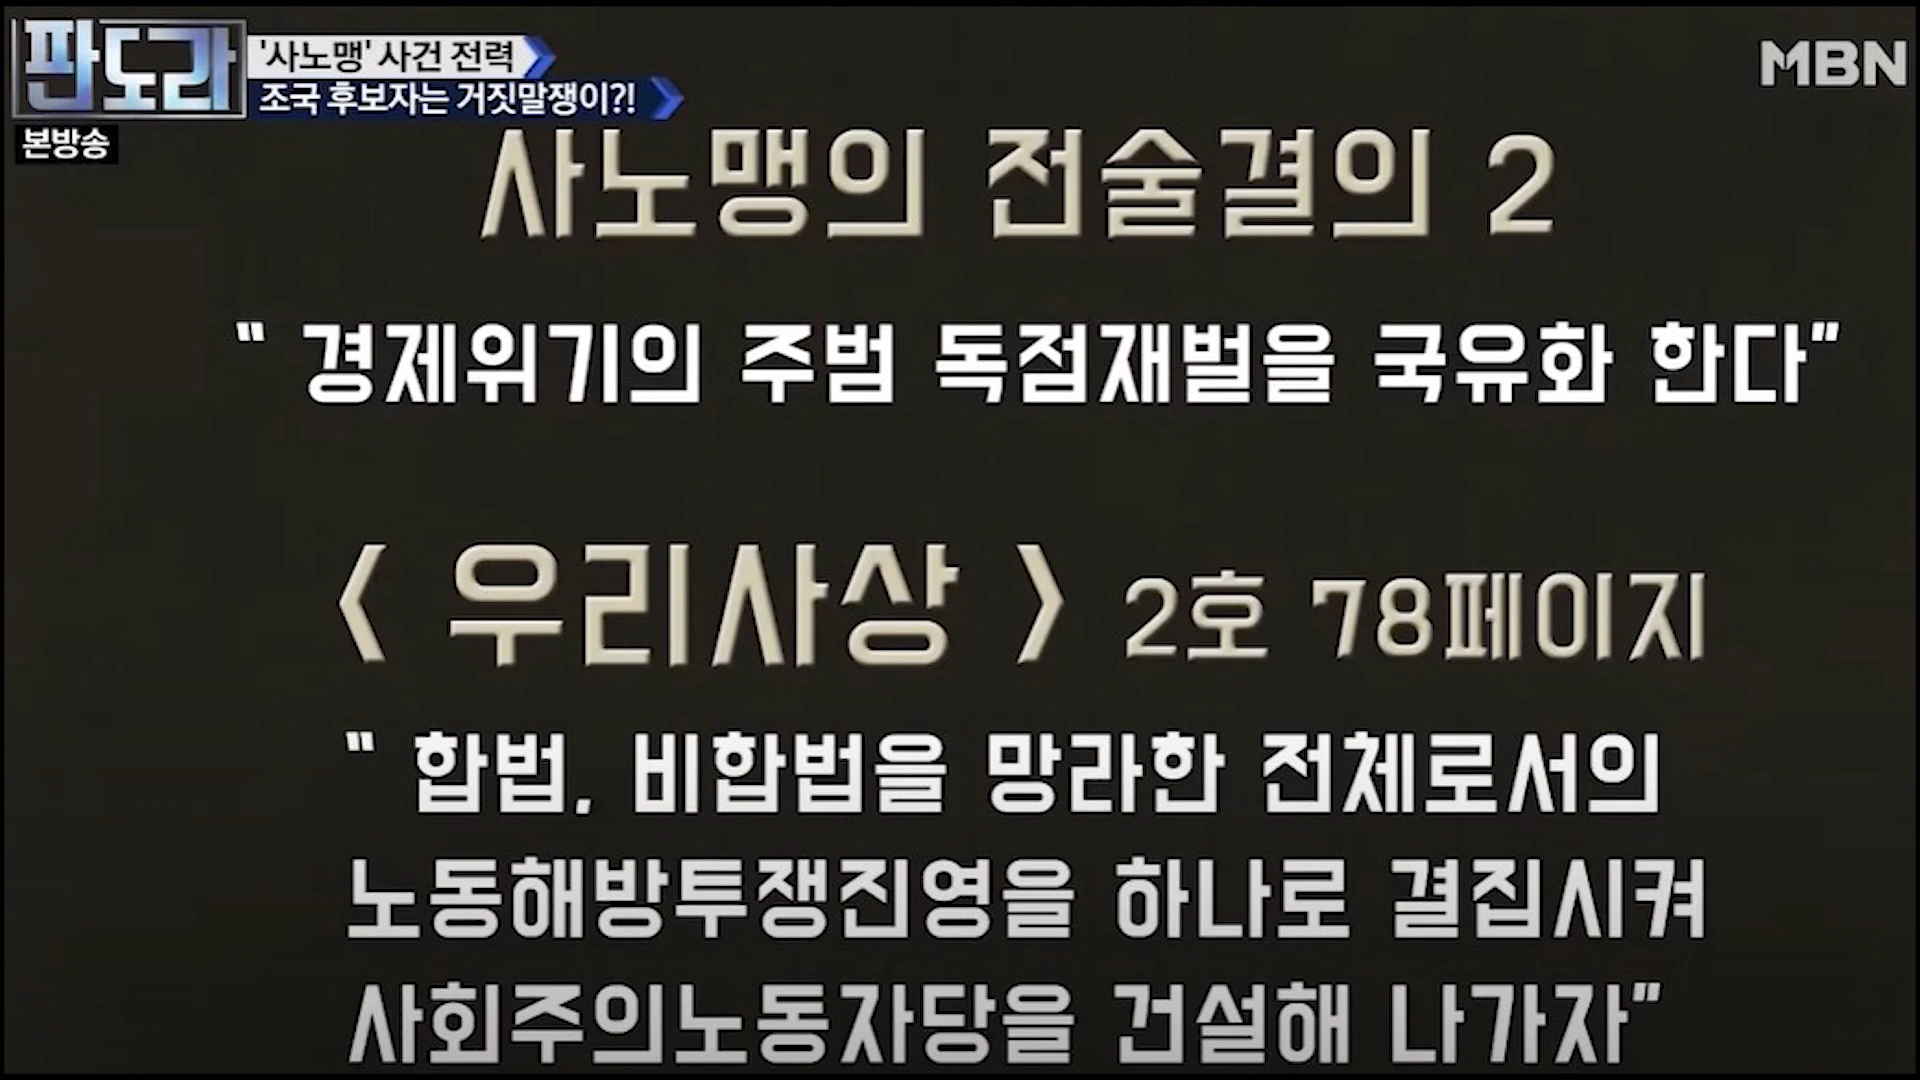 판도라
'사노맹' 사건 전력
조국 후보자는 거짓말쟁이?!
MBN
본방송
사노맹의 전술결의 2
" 경제위기의 주범 독점재벌을 국유화 한다"
< 우리사상 > 2호 78페이지
" 합법, 비합법을 망라한 전체로서의
노동해방투쟁진영을 하나로 결집시켜
사회주의노동자당을 건설해 나가자"